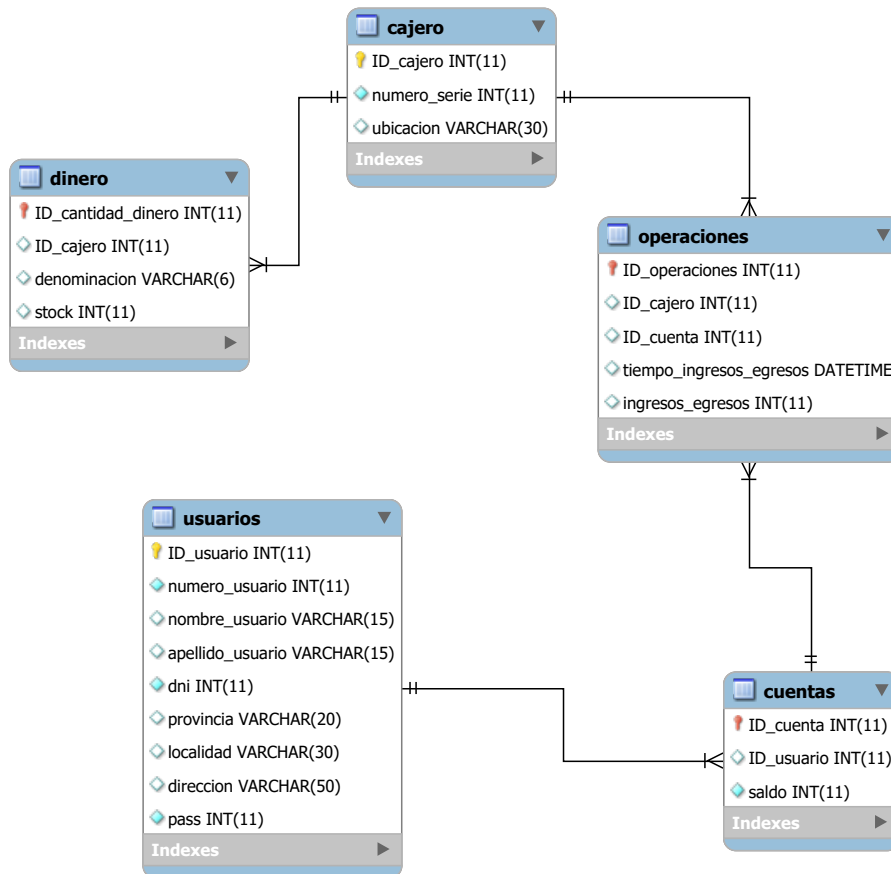 cajero
ID_cajero INT(11)
numero_serie INT(11)
ubicacion VARCHAR(30)
Indexes
dinero
ID_cantidad_dinero INT(11)
ID_cajero INT(11)
denominacion VARCHAR(6)
stock INT(11)
Indexes
operaciones
ID_operaciones INT(11)
ID_cajero INT(11)
ID_cuenta INT(11)
tiempo_ingresos_egresos DATETIME
ingresos_egresos INT(11)
Indexes
usuarios
ID_usuario INT(11)
numero_usuario INT(11)
nombre_usuario VARCHAR(15)
apellido_usuario VARCHAR(15)
dni INT(11)
provincia VARCHAR(20)
localidad VARCHAR(30)
direccion VARCHAR(50)
pass INT(11)
Indexes
cuentas
ID_cuenta INT(11)
ID_usuario INT(11)
saldo INT(11)
Indexes